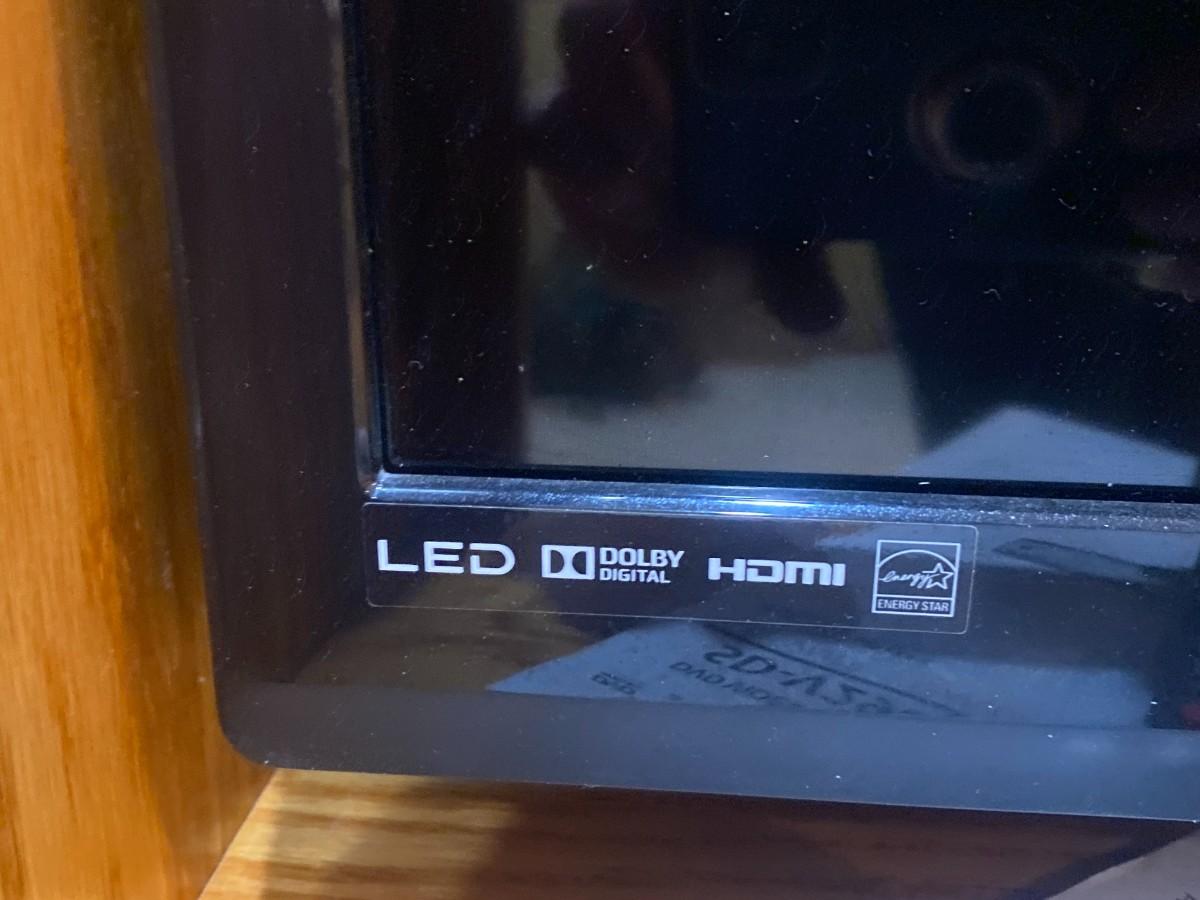 LED
DOLBY
DIGITAL
HDMI
energy
ENERGY STAR